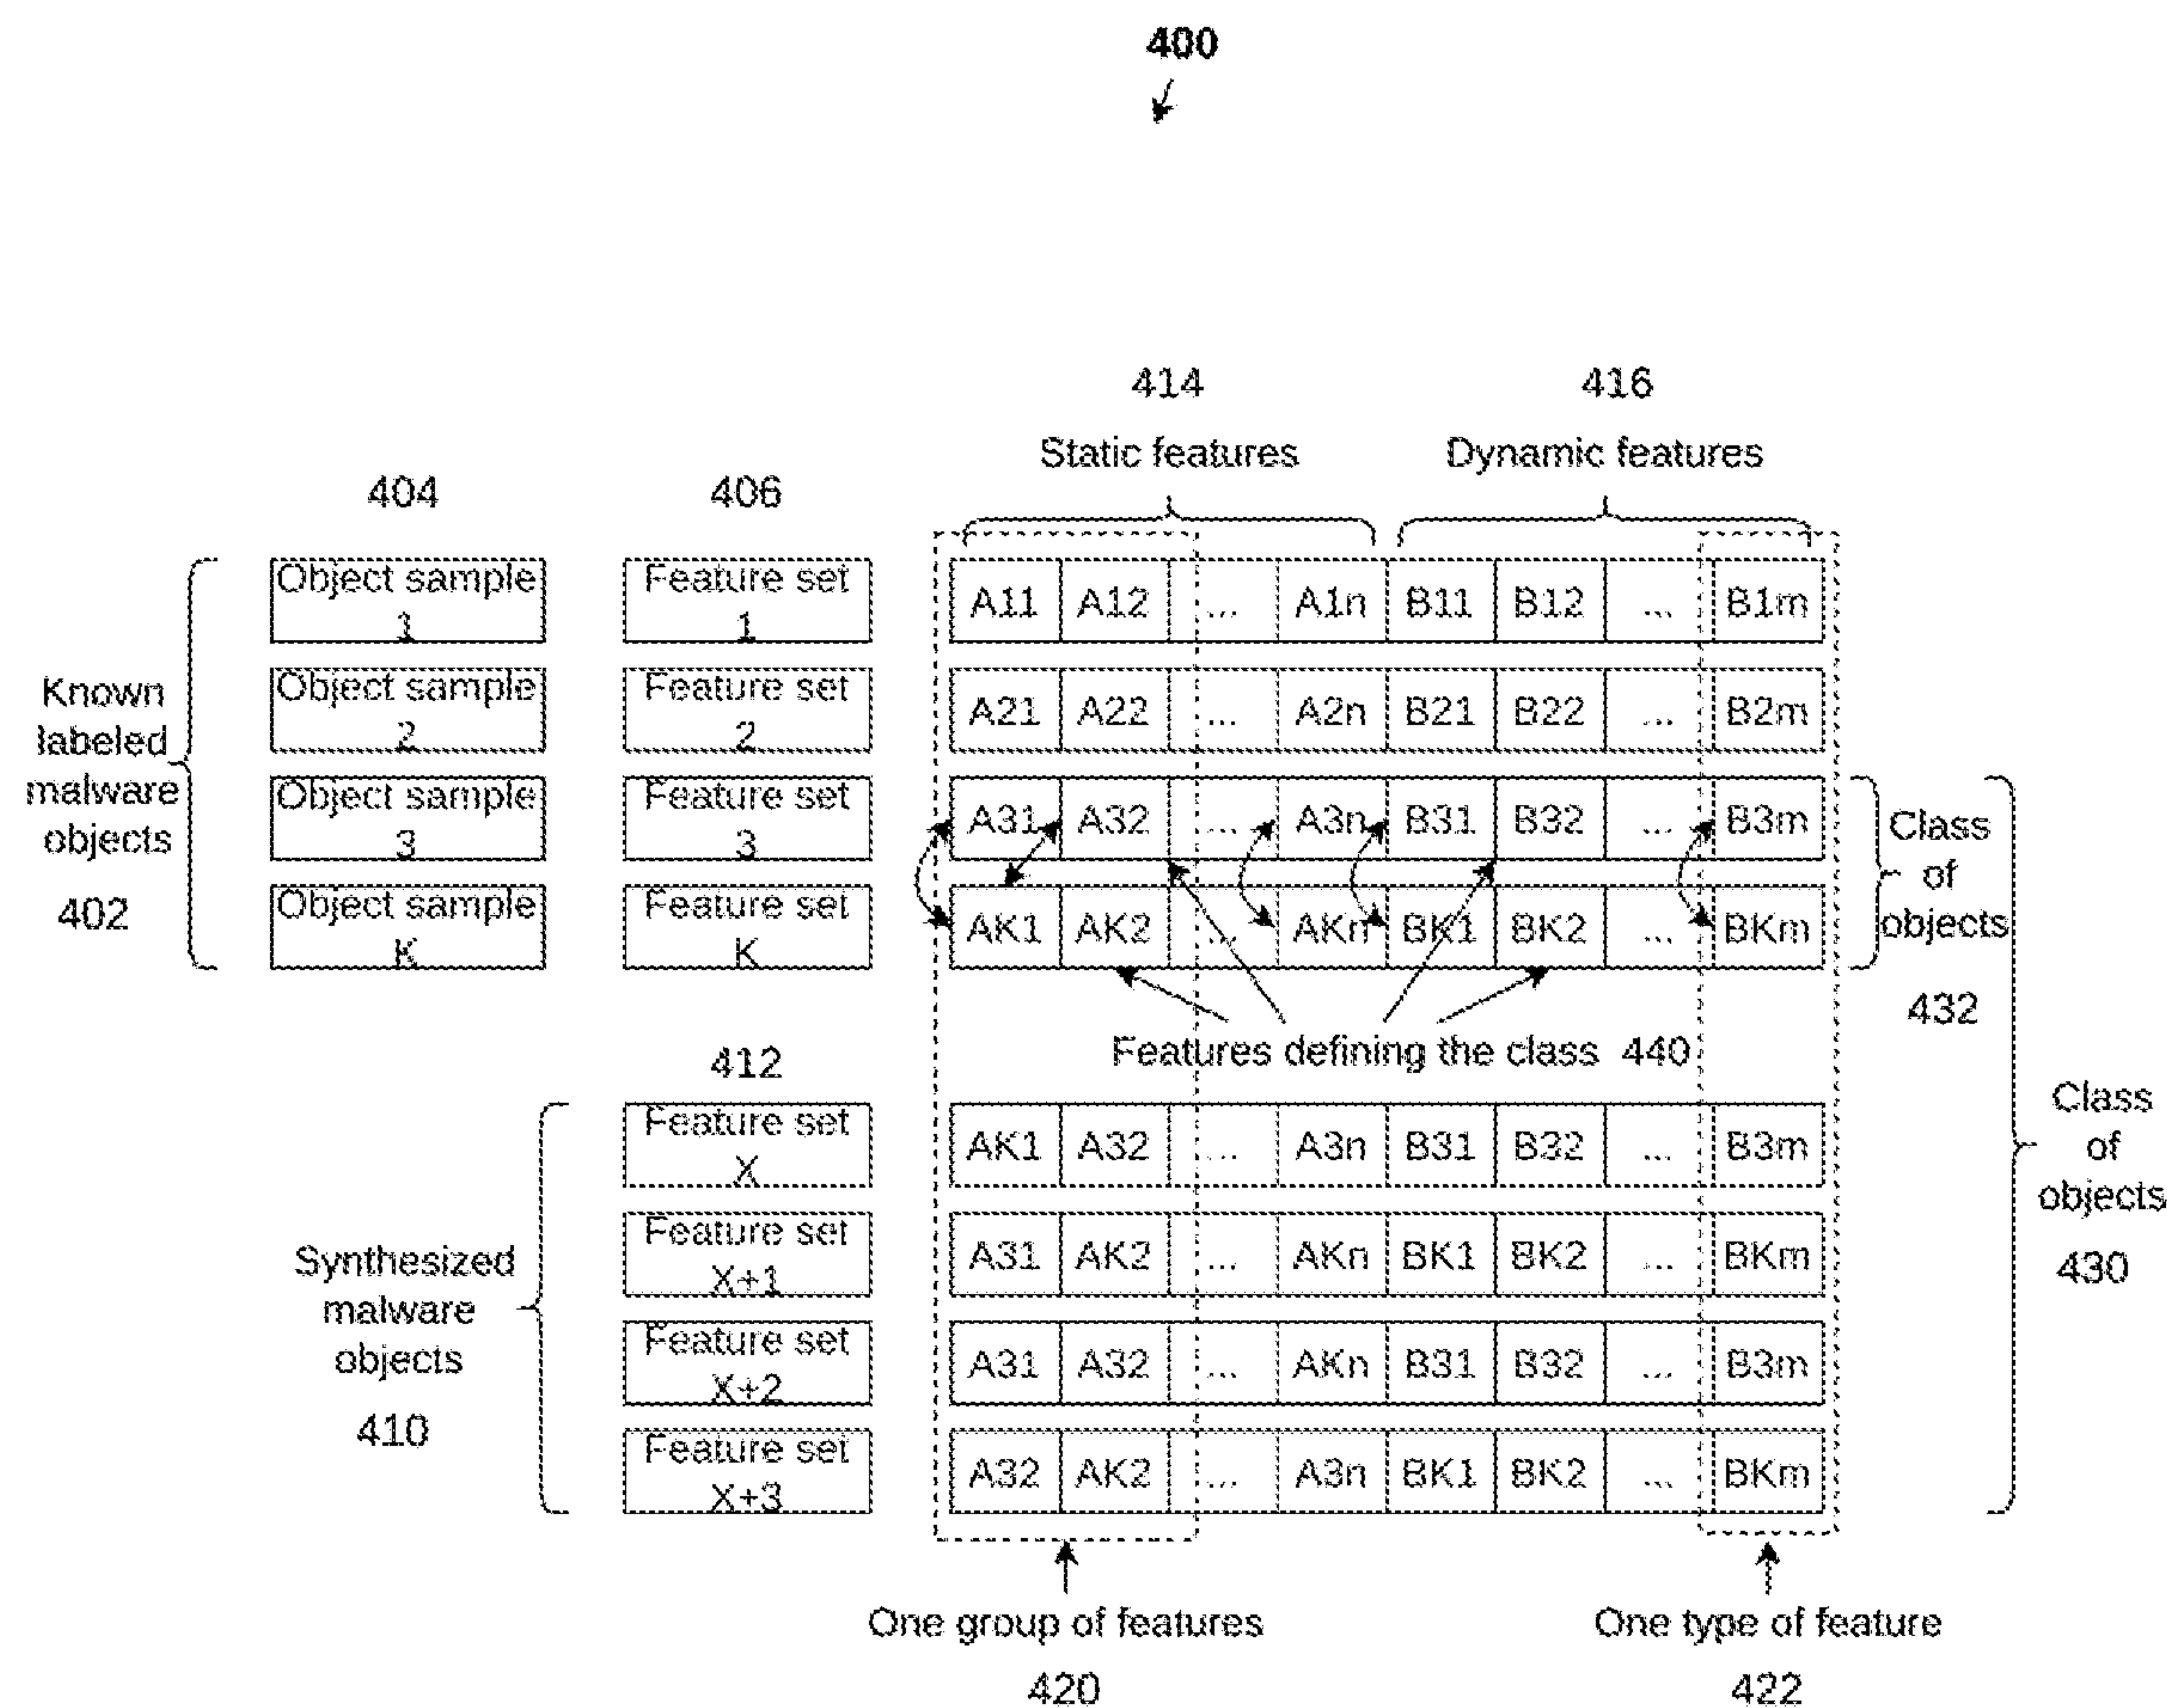 400
414
416
Static features
Dynamic features
404
406
Object sample
1
Feature set
1
A11 A12 ... A1n B11 B12 ... B1m
Object sample
2
Feature set
2
A21 A22 ... A2n B21 B22 ... B2m
Known
labeled
malware
objects
402
Object sample
3
Feature set
3
A31 A32 ... A3n B31 B32 ... B3m
Object sample
K
Feature set
K
AK1 AK2 ... AKn BK1 BK2 ... BKm
Class
of
objects
432
Features defining the class 440
412
Feature set
X
AK1 A32 ... A3n B31 B32 ... B3m
Class
of
objects
430
Synthesized
malware
objects
410
Feature set
X+1
A31 AK2 ... AKn BK1 BK2 ... BKm
Feature set
X+2
A31 A32 ... AKn B31 B32 ... B3m
Feature set
X+3
A32 AK2 ... A3n BK1 BK2 ... BKm
One group of features
420
One type of feature
422